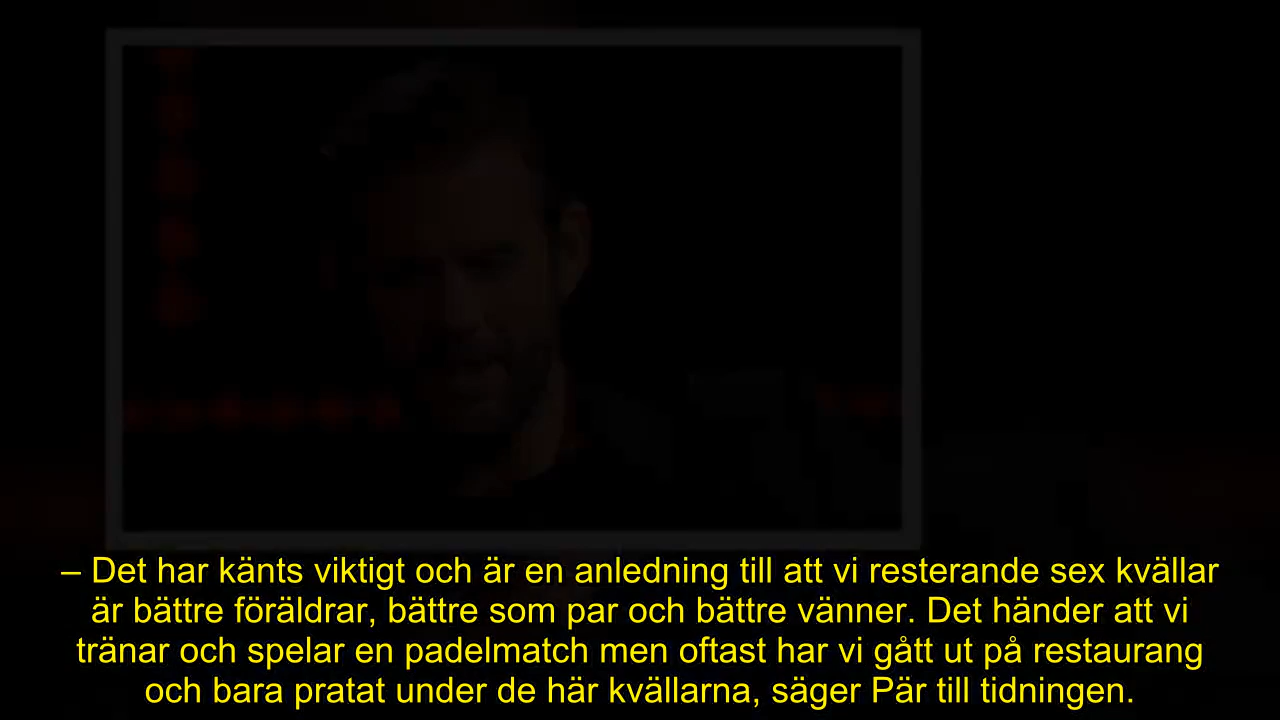 – Det har känts viktigt och är en anledning till att vi resterande sex kvällar
är bättre föräldrar, bättre som par och bättre vänner. Det händer att vi
tränar och spelar en padelmatch men oftast har vi gått ut på restaurang
och bara pratat under de här kvällarna, säger Pär till tidningen.